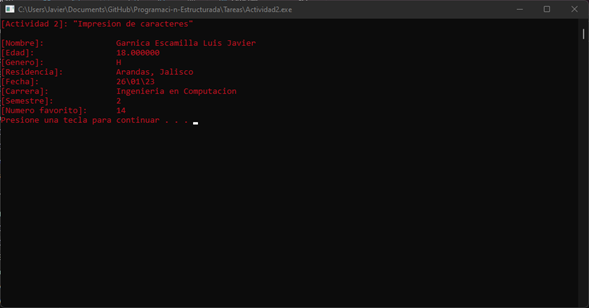 C:\Users\Javier\Documents\GitHub\Programaci-n-Estructurada\Tareas\Actividad2.exe
[Actividad 2]: "Impresion de caracteres"
[Nombre]: Garnica Escamilla Luis Javier
[Edad]: 18.000000
[Genero]: H
[Residencia]: Arandas, Jalisco
[Fecha]: 26\01\23
[Carrera]: Ingenieria en Computacion
[Semestre]: 2
[Numero favorito]: 14
Presione una tecla para continuar . . .